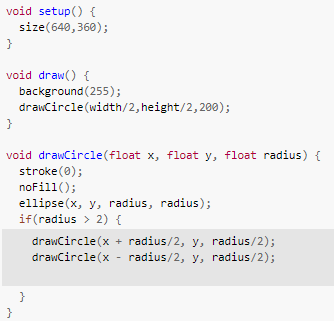 void setup() {
  size(640,360);
}

void draw() {
  background(255);
  drawCircle(width/2,height/2,200);
}

void drawCircle(float x, float y, float radius) {
  stroke(0);
  noFill();
  ellipse(x, y, radius, radius);
  if(radius > 2) {
    drawCircle(x + radius/2, y, radius/2);
    drawCircle(x - radius/2, y, radius/2);

  }
}